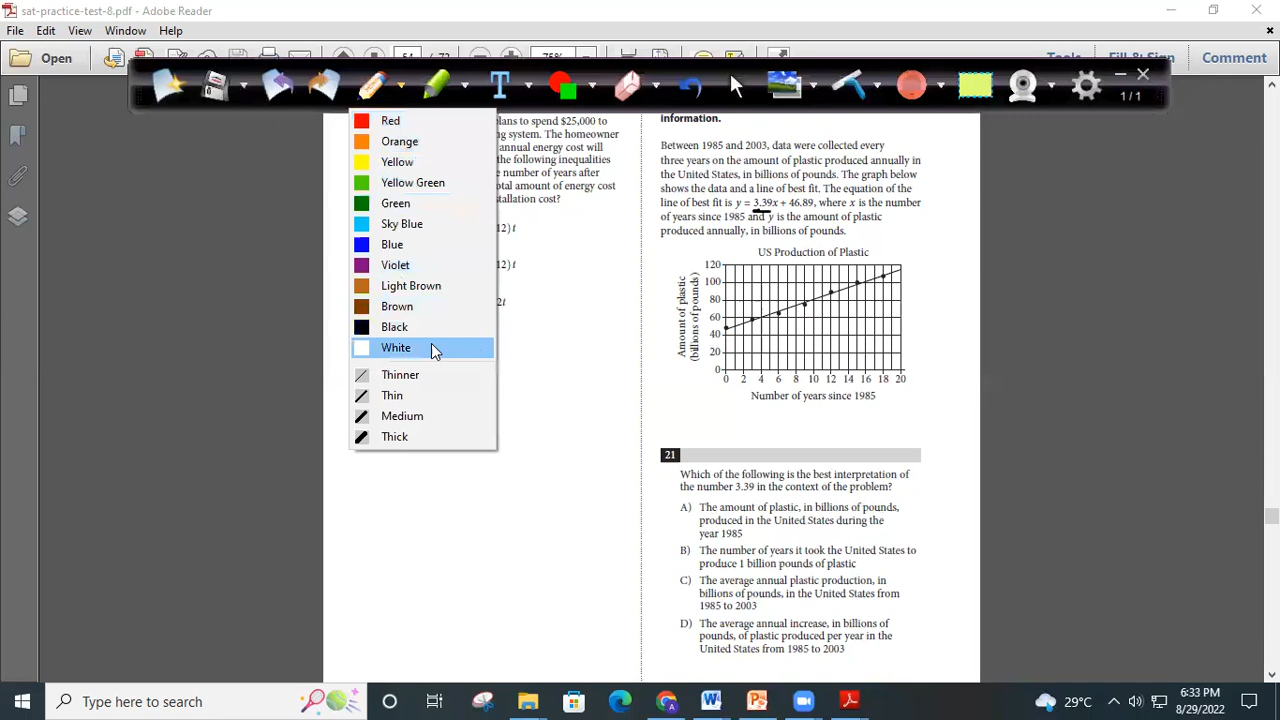 sat-practice-test-8.pdf - Adobe Reader
File Edit View Window Help
Open
Comment
1/1
Red
Orange
Yellow
Yellow Green
Green
Sky Blue
Blue
Violet
Light Brown
Brown
Black
White
Thinner
Thin
Medium
Thick
lans to spend $25,000 to
ng system. The homeowner
annual energy cost will
the following inequalities
e number of years after
otal amount of energy cost
stallation cost?
12) t
12) t
2t
information.
Between 1985 and 2003, data were collected every
three years on the amount of plastic produced annually in
the United States, in billions of pounds. The graph below
shows the data and a line of best fit. The equation of the
line of best fit is y = 3.39x + 46.89, where x is the number
of years since 1985 and y is the amount of plastic
produced annually, in billions of pounds.
US Production of Plastic
Amount of plastic
(billions of pounds)
120
100
80
60
40
20
0
0 2 4 6 8 10 12 14 16 18 20
Number of years since 1985
21
Which of the following is the best interpretation of
the number 3.39 in the context of the problem?
A) The amount of plastic, in billions of pounds,
produced in the United States during the
year 1985
B) The number of years it took the United States to
produce 1 billion pounds of plastic
C) The average annual plastic production, in
billions of pounds, in the United States from
1985 to 2003
D) The average annual increase, in billions of
pounds, of plastic produced per year in the
United States from 1985 to 2003
Type here to search
29°C
6:33 PM
8/29/2022